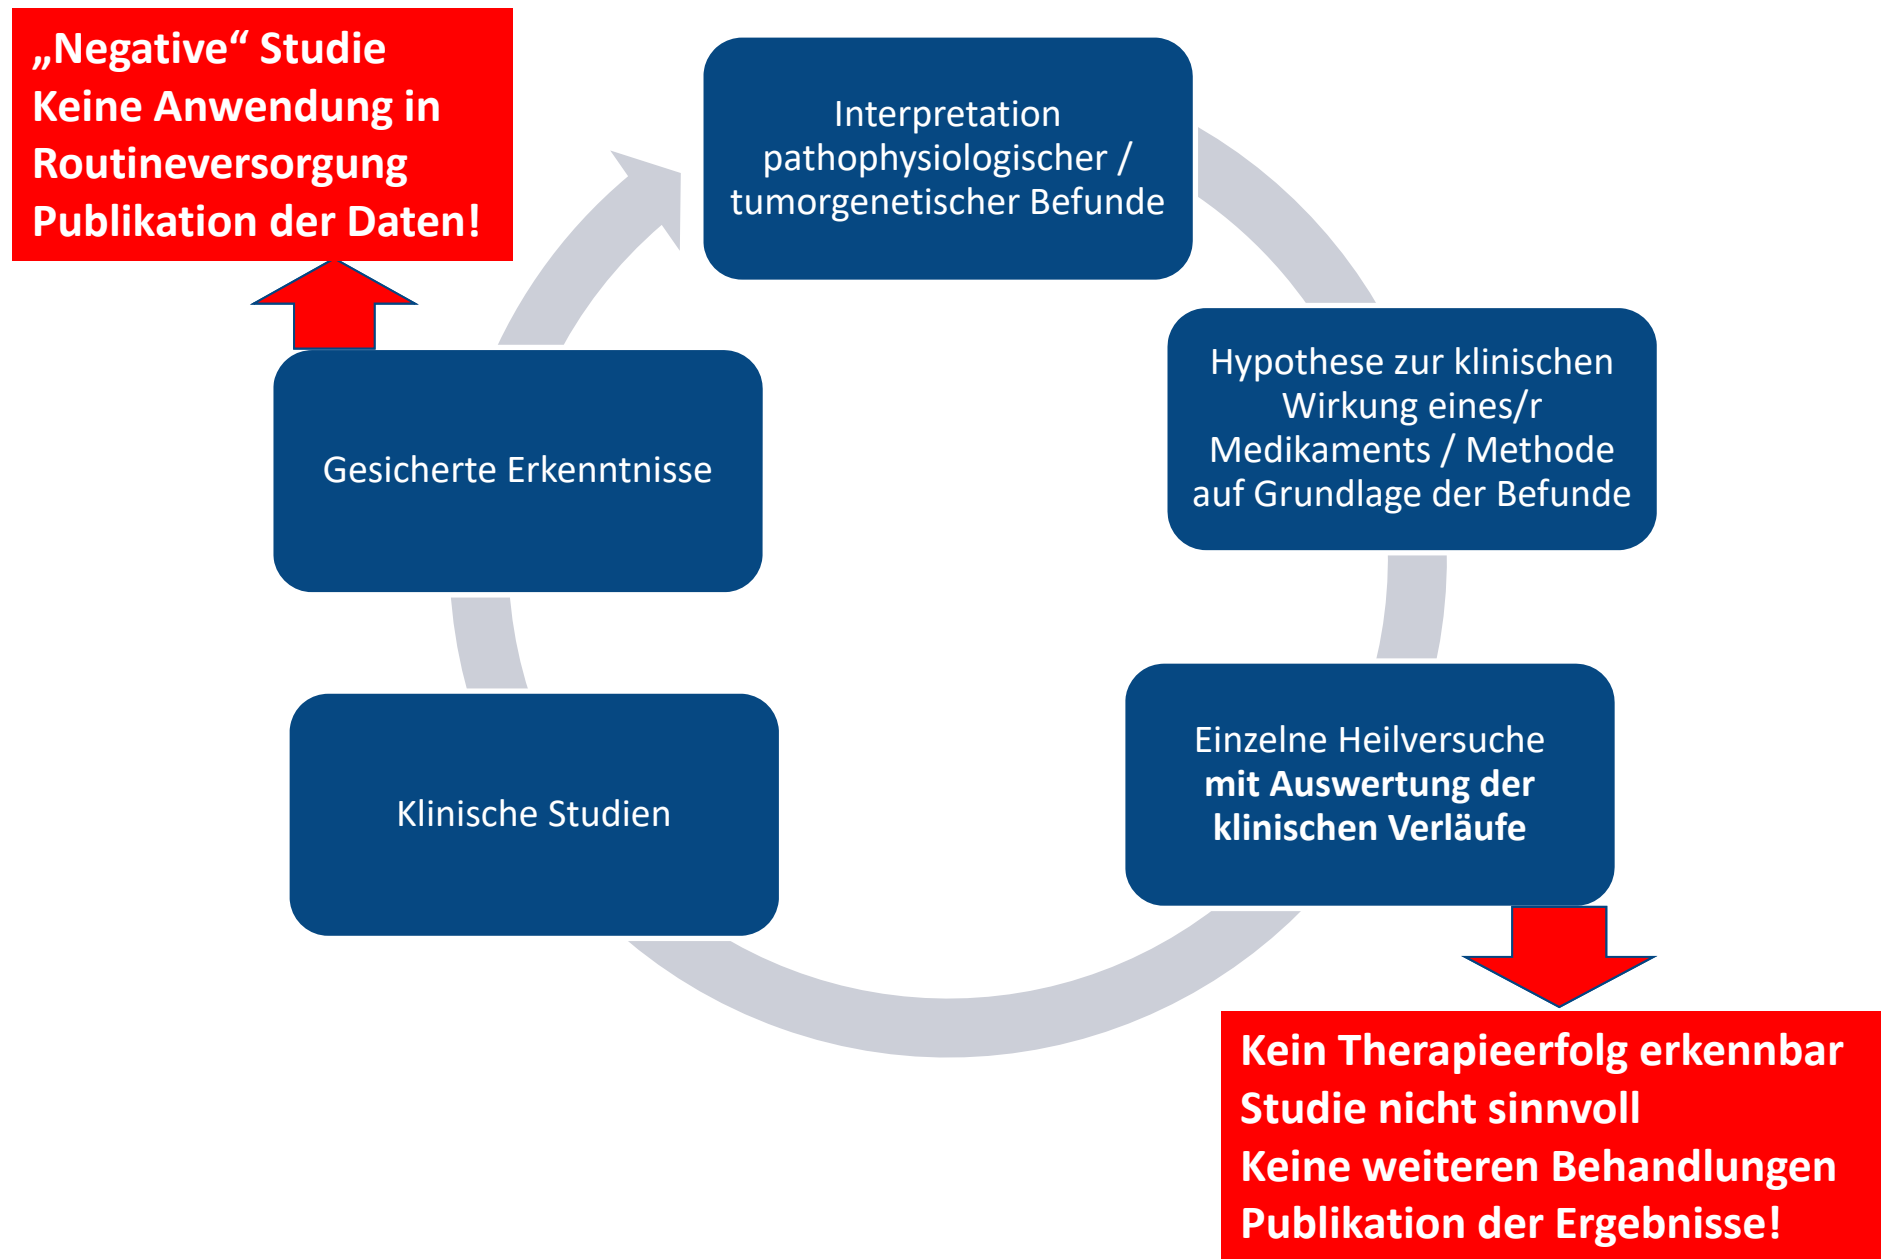 „Negative“ Studie
Keine Anwendung in
Routineversorgung
Publikation der Daten!
Interpretation
pathophysiologischer /
tumorgenetischer Befunde
Hypothese zur klinischen
Wirkung eines/r
Medikaments / Methode
auf Grundlage der Befunde
Gesicherte Erkenntnisse
Einzelne Heilversuche
mit Auswertung der
klinischen Verläufe
Klinische Studien
Kein Therapieerfolg erkennbar
Studie nicht sinnvoll
Keine weiteren Behandlungen
Publikation der Ergebnisse!